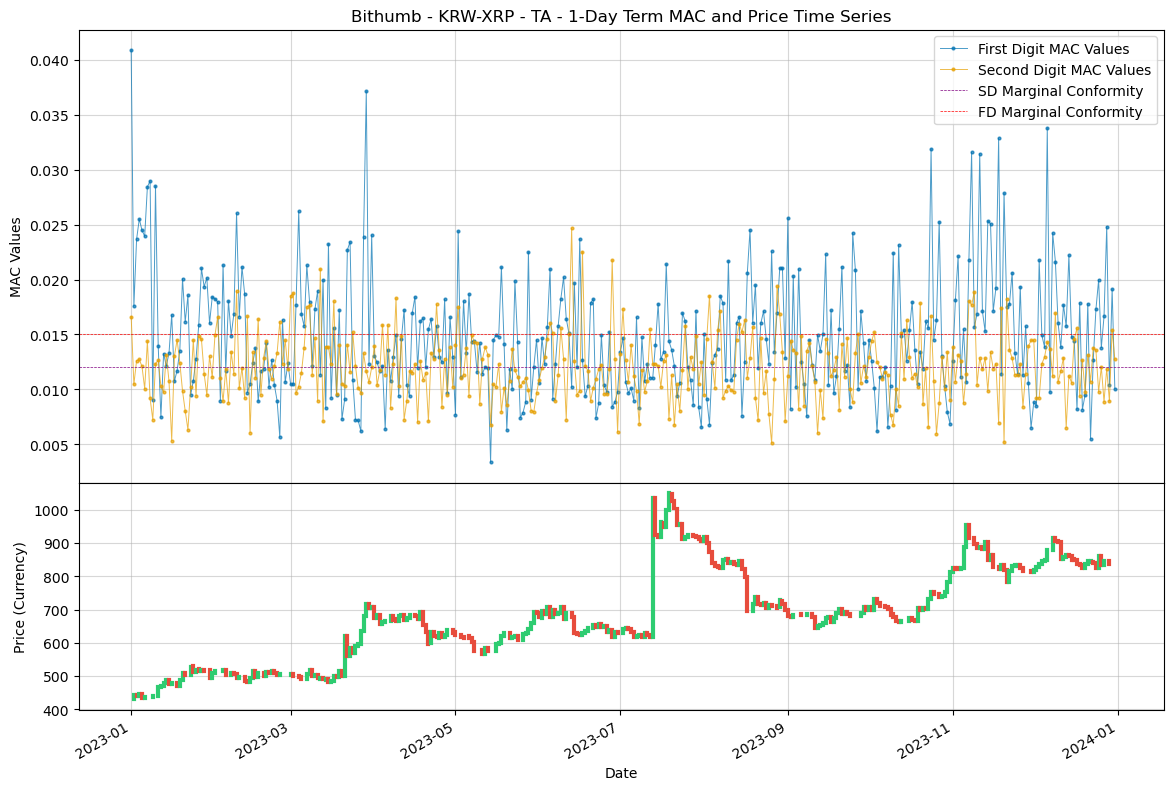 Bithumb - KRW-XRP - TA - 1-Day Term MAC and Price Time Series
First Digit MAC Values
Second Digit MAC Values
SD Marginal Conformity
FD Marginal Conformity
MAC Values
0.040
0.035
0.030
0.025
0.020
0.015
0.010
0.005
Price (Currency)
1000
900
800
700
600
500
400
2023-01
2023-03
2023-05
2023-07
2023-09
2023-11
2024-01
Date